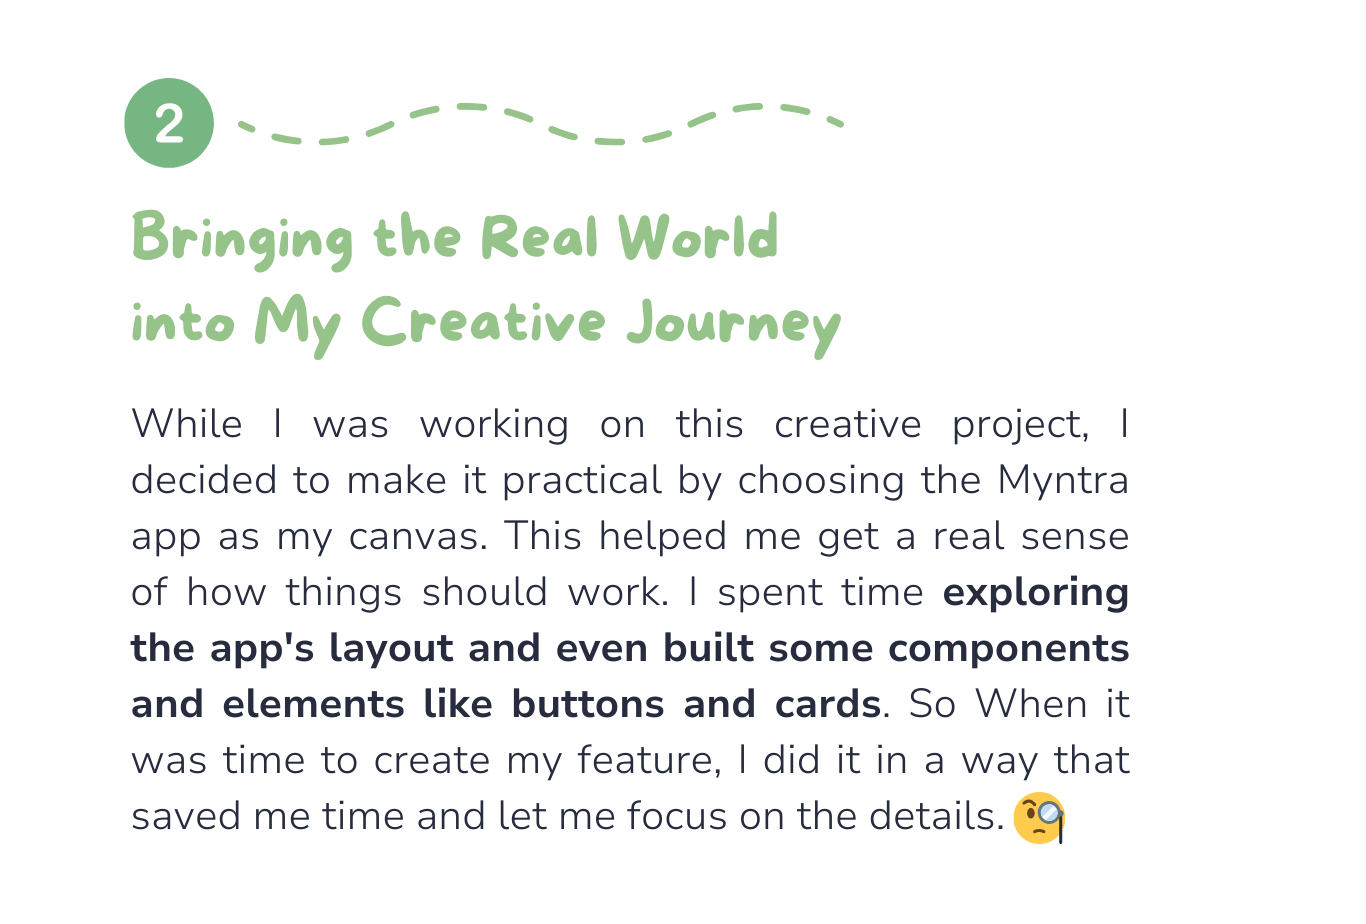 2
Bringing the Real World
into My Creative Journey
While I was working on this creative project, I
decided to make it practical by choosing the Myntra
app as my canvas. This helped me get a real sense
of how things should work. I spent time exploring
the app's layout and even built some components
and elements like buttons and cards. So When it
was time to create my feature, I did it in a way that
saved me time and let me focus on the details. 🧐